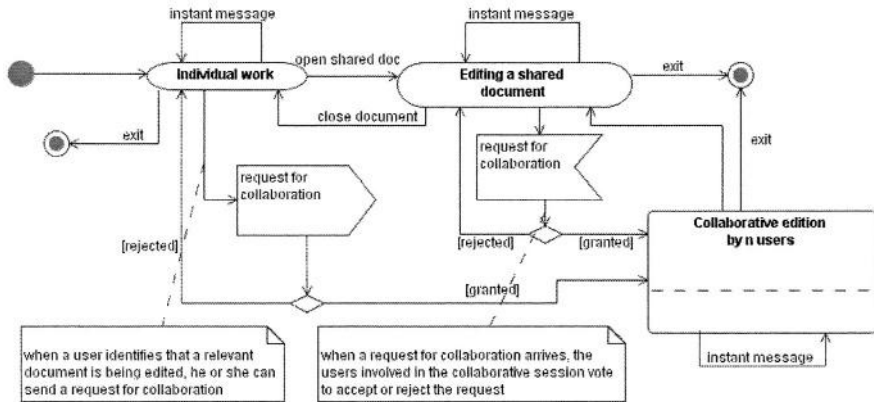 instant message
instant message
Individual work
open shared doc
Editing a shared
document
exit
close document
exit
request for
collaboration
request for
collaboration
exit
[rejected]
[rejected]
[granted]
Collaborative edition
by n users
[granted]
instant message
when a user identifies that a relevant
document is being edited, he or she can
send a request for collaboration
when a request for collaboration arrives, the
users involved in the collaborative session vote
to accept or reject the request